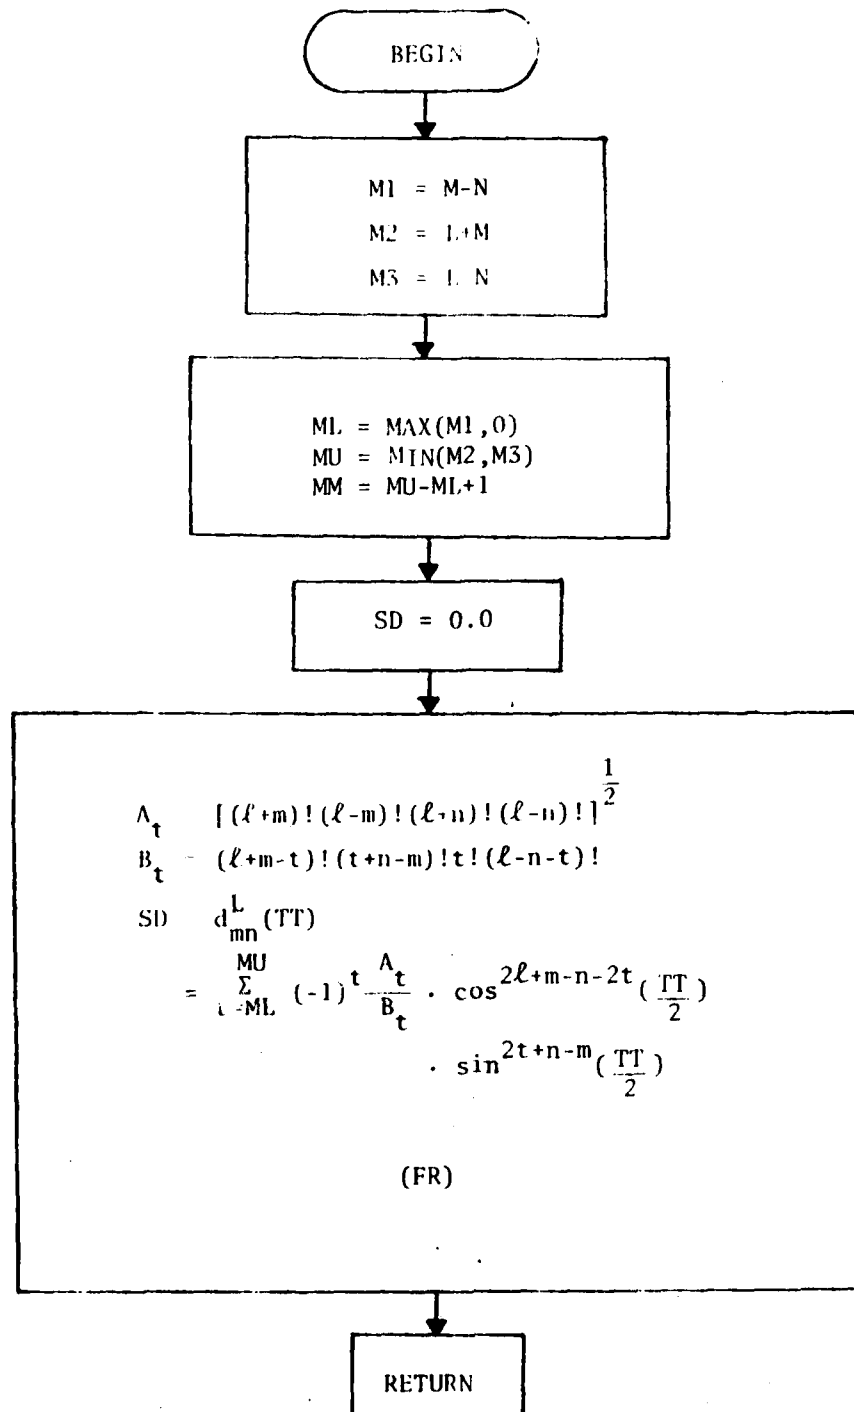 BEGIN
M1 = M-N
M2 = L+M
M3 = L N
ML = MAX(M1,0)
MU = MIN(M2,M3)
MM = MU-ML+1
SD = 0.0
A_t [(ℓ+m)!(ℓ-m)!(ℓ+n)!(ℓ-n)!]^{1/2}
B_t - (ℓ+m-t)!(t+n-m)!t!(ℓ-n-t)!
SD d^L_{mn}(TT)
= Σ^{MU}_{t=ML} (-1)^t A_t/B_t · cos^{2ℓ+m-n-2t}(TT/2)
· sin^{2t+n-m}(TT/2)
(FR)
RETURN